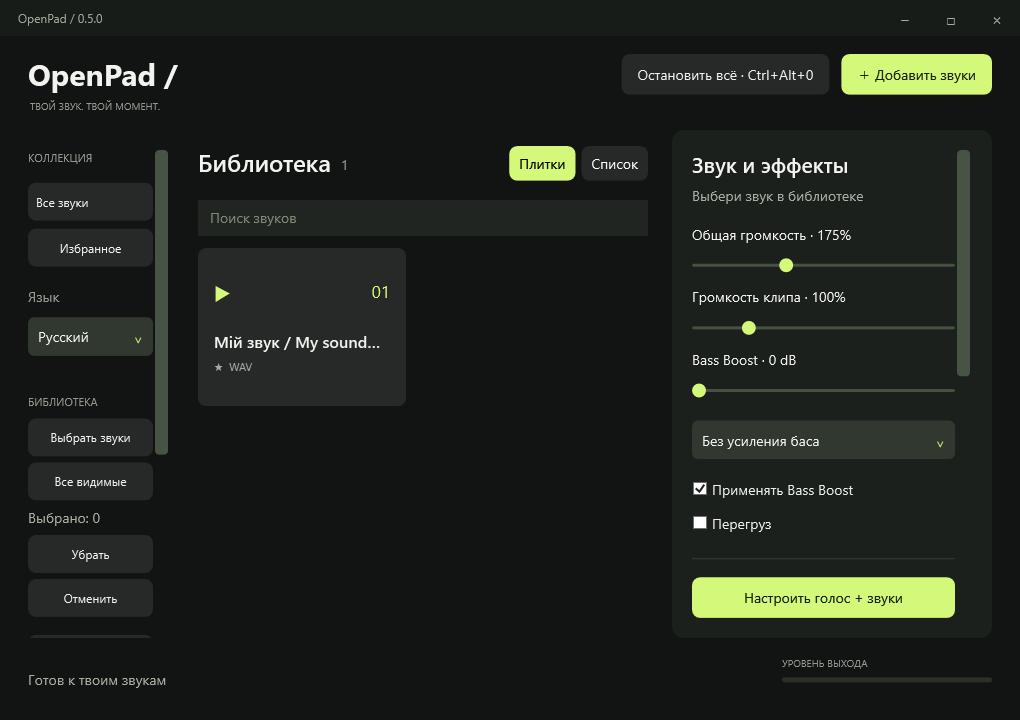 OpenPad / 0.5.0
OpenPad /
ТВОЙ ЗВУК. ТВОЙ МОМЕНТ.
Остановить всё · Ctrl+Alt+0
+ Добавить звуки
КОЛЛЕКЦИЯ
Все звуки
Избранное
Язык
Русский
БИБЛИОТЕКА
Выбрать звуки
Все видимые
Выбрано: 0
Убрать
Отменить
Библиотека 1
Плитки
Список
Поиск звуков
01
Мій звук / My sound...
★ WAV
Звук и эффекты
Выбери звук в библиотеке
Общая громкость · 175%
Громкость клипа · 100%
Bass Boost · 0 dB
Без усиления баса
Применять Bass Boost
Перегруз
Настроить голос + звуки
Готов к твоим звукам
УРОВЕНЬ ВЫХОДА